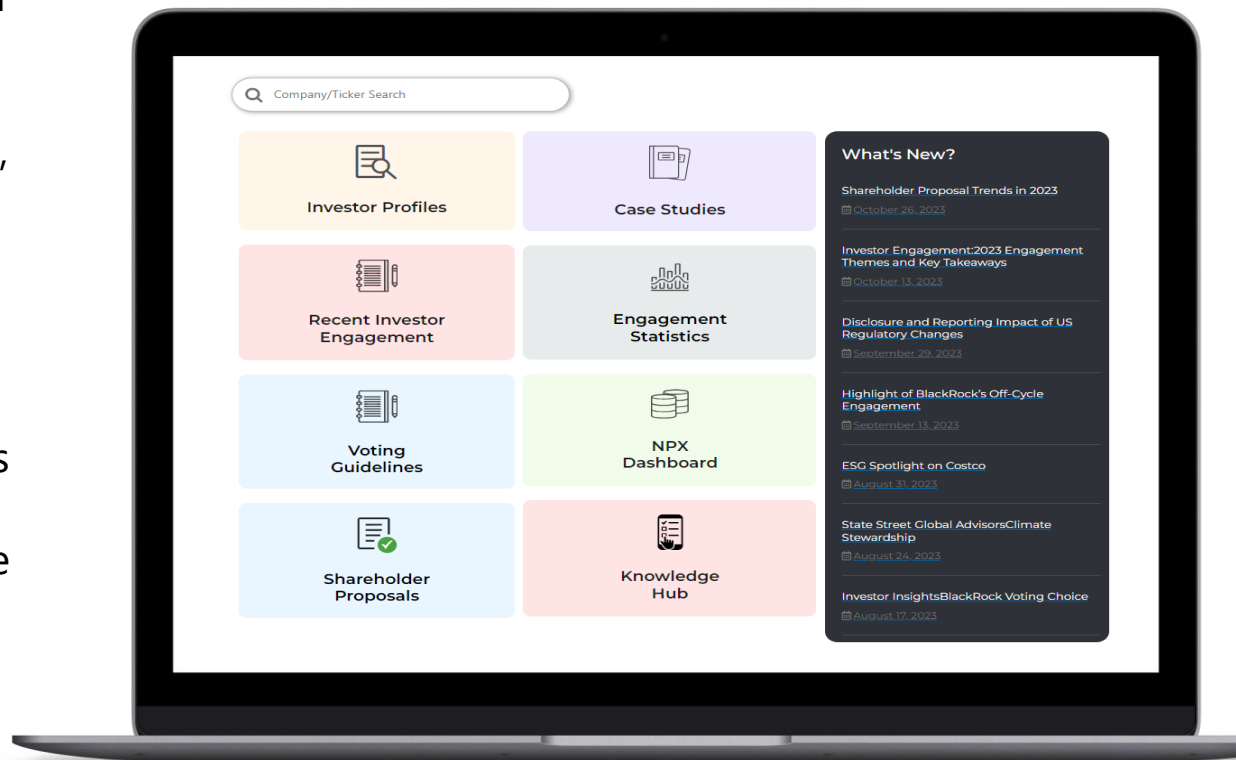 Company/Ticker Search
Investor Profiles
Case Studies
Recent Investor
Engagement
Engagement
Statistics
Voting
Guidelines
NPX
Dashboard
Shareholder
Proposals
Knowledge
Hub
What's New?
Shareholder Proposal Trends in 2023
October 26, 2023
Investor Engagement:2023 Engagement
Themes and Key Takeaways
October 13, 2023
Disclosure and Reporting Impact of US
Regulatory Changes
September 29, 2023
Highlight of BlackRock's Off-Cycle
Engagement
September 13, 2023
ESG Spotlight on Costco
August 31, 2023
State Street Global AdvisorsClimate
Stewardship
August 24, 2023
Investor InsightsBlackRock Voting Choice
August 17, 2023